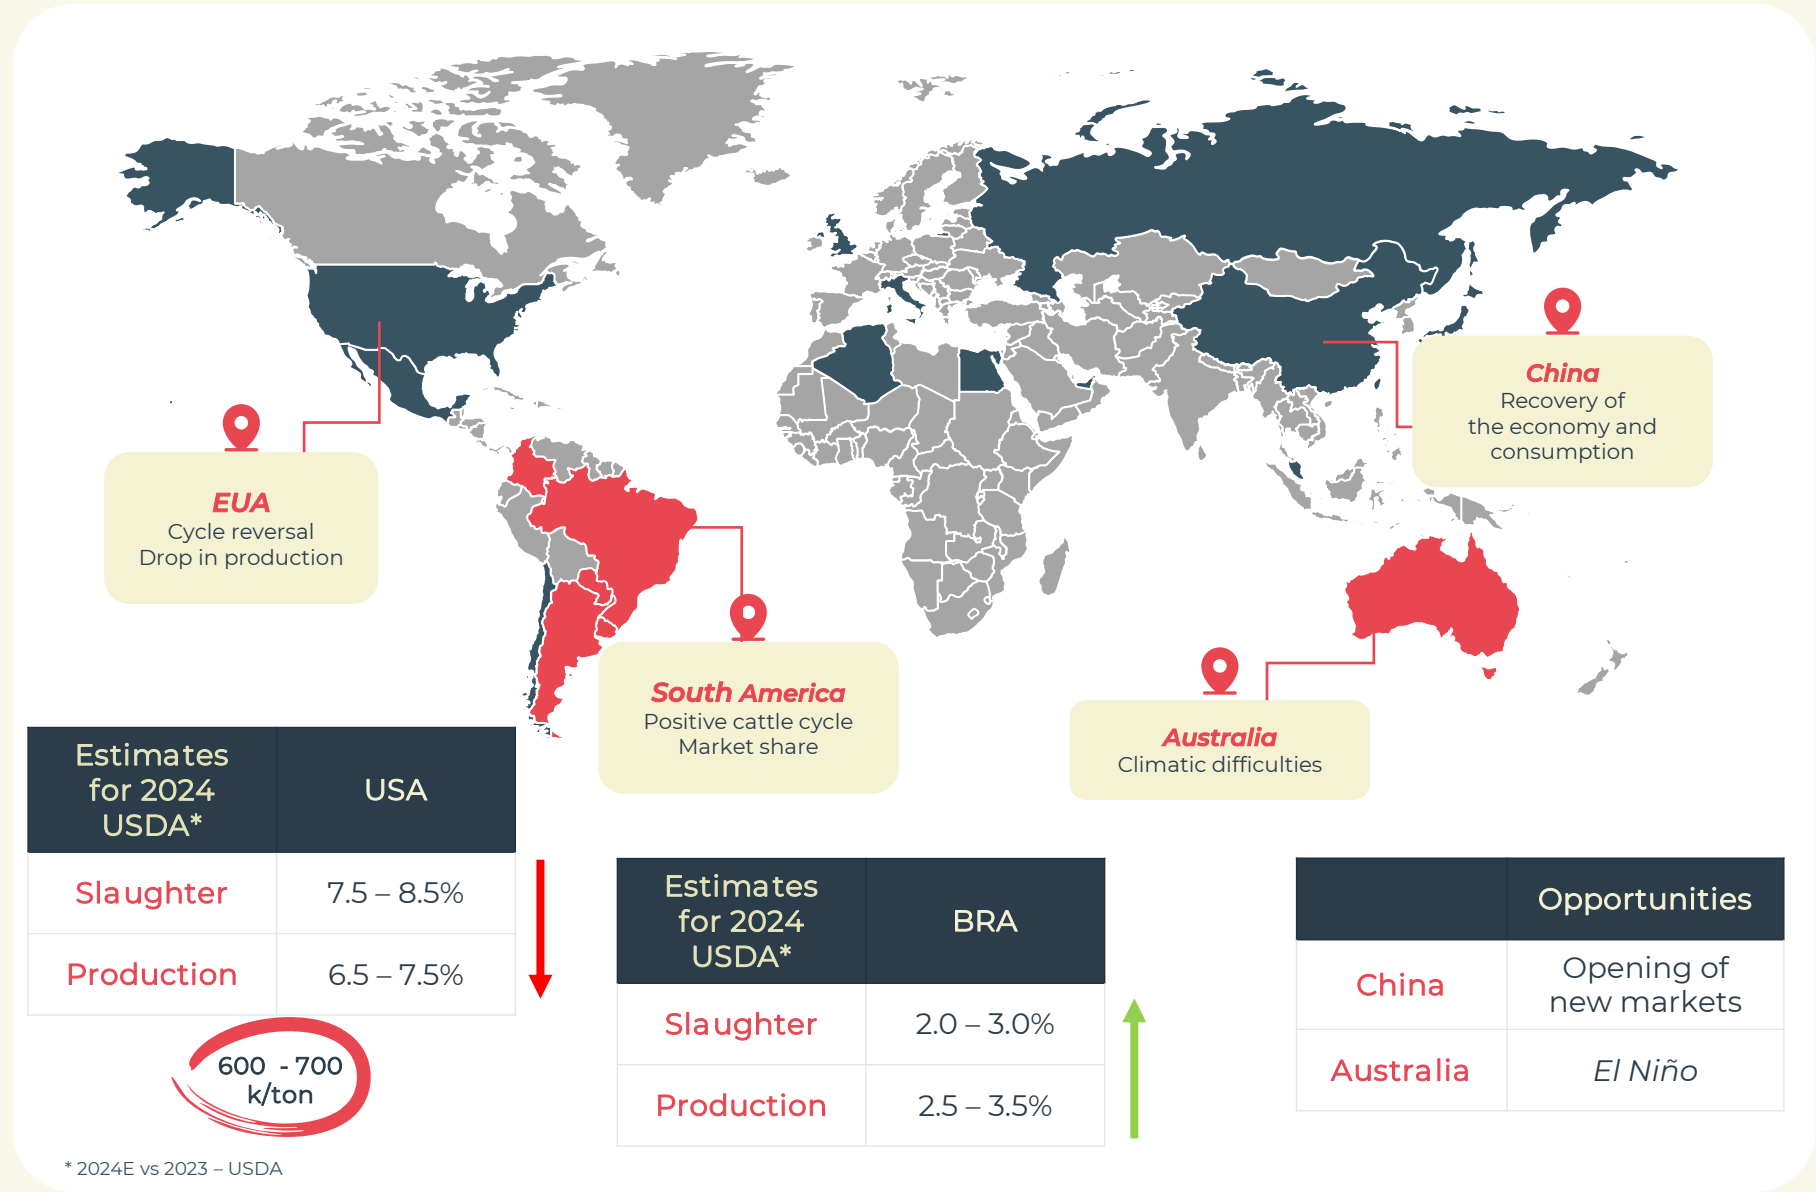 China
Recovery of
the economy and
consumption
EUA
Cycle reversal
Drop in production
South America
Positive cattle cycle
Market share
Australia
Climatic difficulties
Estimates
for 2024
USDA*
USA
Slaughter
7.5 – 8.5%
Production
6.5 – 7.5%
600 - 700
k/ton
Estimates
for 2024
USDA*
BRA
Slaughter
2.0 – 3.0%
Production
2.5 – 3.5%
Opportunities
China
Opening of
new markets
Australia
El Niño
* 2024E vs 2023 – USDA